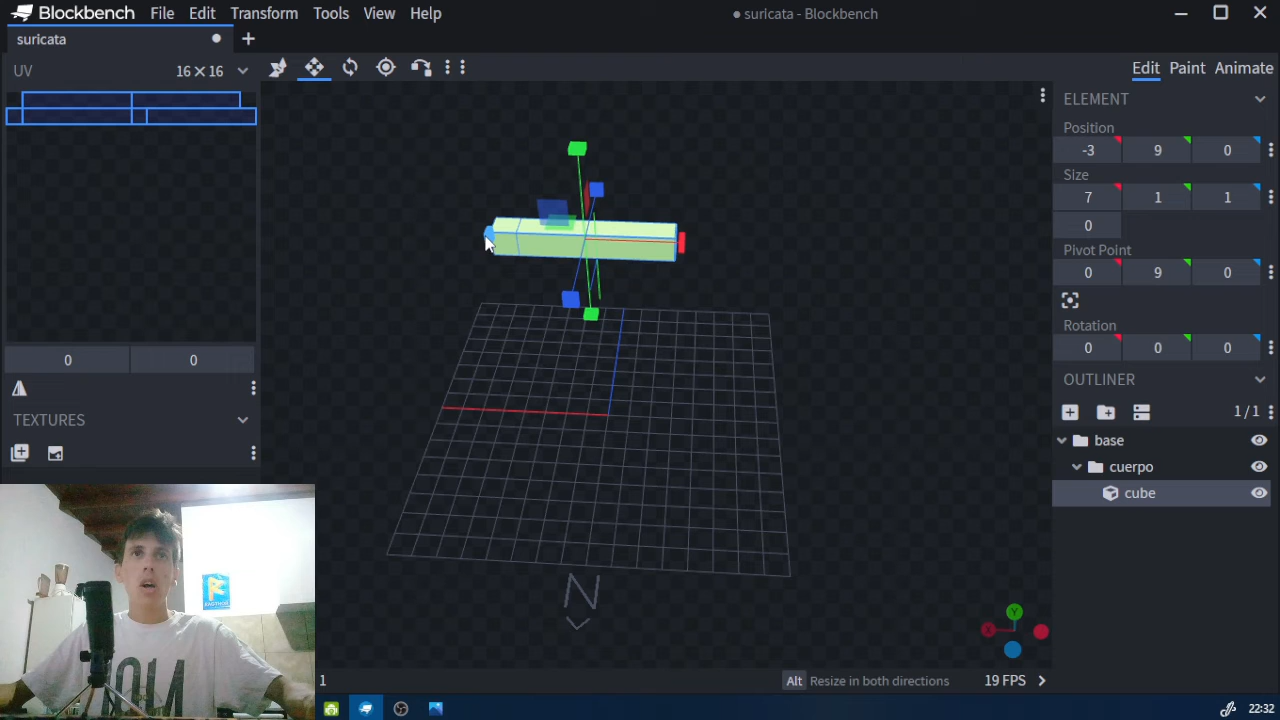 Blockbench File Edit Transform Tools View Help
suricata - Blockbench
suricata
UV 16×16
Edit Paint Animate
ELEMENT
Position
-3 9 0
Size
7 1 1
0
Pivot Point
0 9 0
Rotation
0 0 0
OUTLINER
1/1
base
cuerpo
cube
0 0
TEXTURES
N
Y
X
1
Alt Resize in both directions 19 FPS
22:32